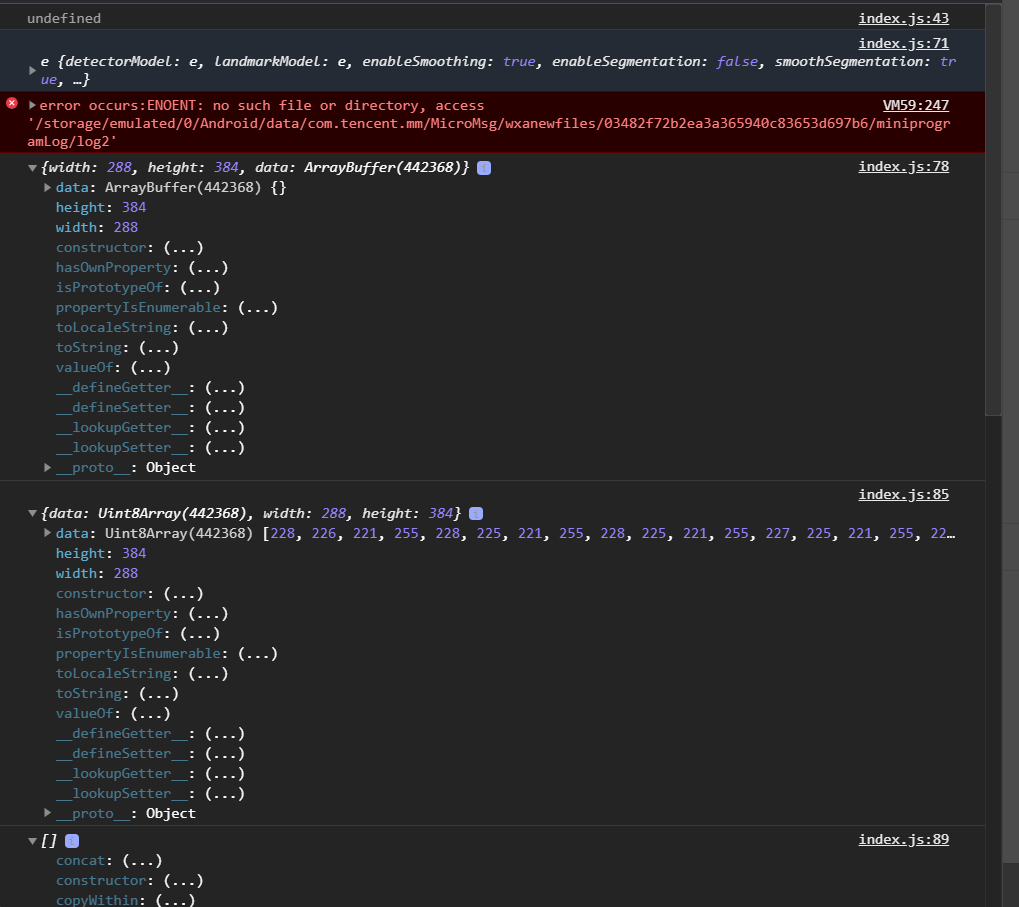 undefined index.js:43
index.js:71
e {detectorModel: e, landmarkModel: e, enableSmoothing: true, enableSegmentation: false, smoothSegmentation: tr
ue, …}
error occurs:ENOENT: no such file or directory, access VM59:247
'/storage/emulated/0/Android/data/com.tencent.mm/MicroMsg/wxanewfiles/03482f72b2ea3a365940c83653d697b6/miniprogr
amLog/log2'
{width: 288, height: 384, data: ArrayBuffer(442368)} index.js:78
data: ArrayBuffer(442368) {}
height: 384
width: 288
constructor: (...)
hasOwnProperty: (...)
isPrototypeOf: (...)
propertyIsEnumerable: (...)
toLocaleString: (...)
toString: (...)
valueOf: (...)
__defineGetter__: (...)
__defineSetter__: (...)
__lookupGetter__: (...)
__lookupSetter__: (...)
__proto__: Object
index.js:85
{data: Uint8Array(442368), width: 288, height: 384}
data: Uint8Array(442368) [228, 226, 221, 255, 228, 225, 221, 255, 228, 225, 221, 255, 227, 225, 221, 255, 22…
height: 384
width: 288
constructor: (...)
hasOwnProperty: (...)
isPrototypeOf: (...)
propertyIsEnumerable: (...)
toLocaleString: (...)
toString: (...)
valueOf: (...)
__defineGetter__: (...)
__defineSetter__: (...)
__lookupGetter__: (...)
__lookupSetter__: (...)
__proto__: Object
[] index.js:89
concat: (...)
constructor: (...)
copyWithin: (...)